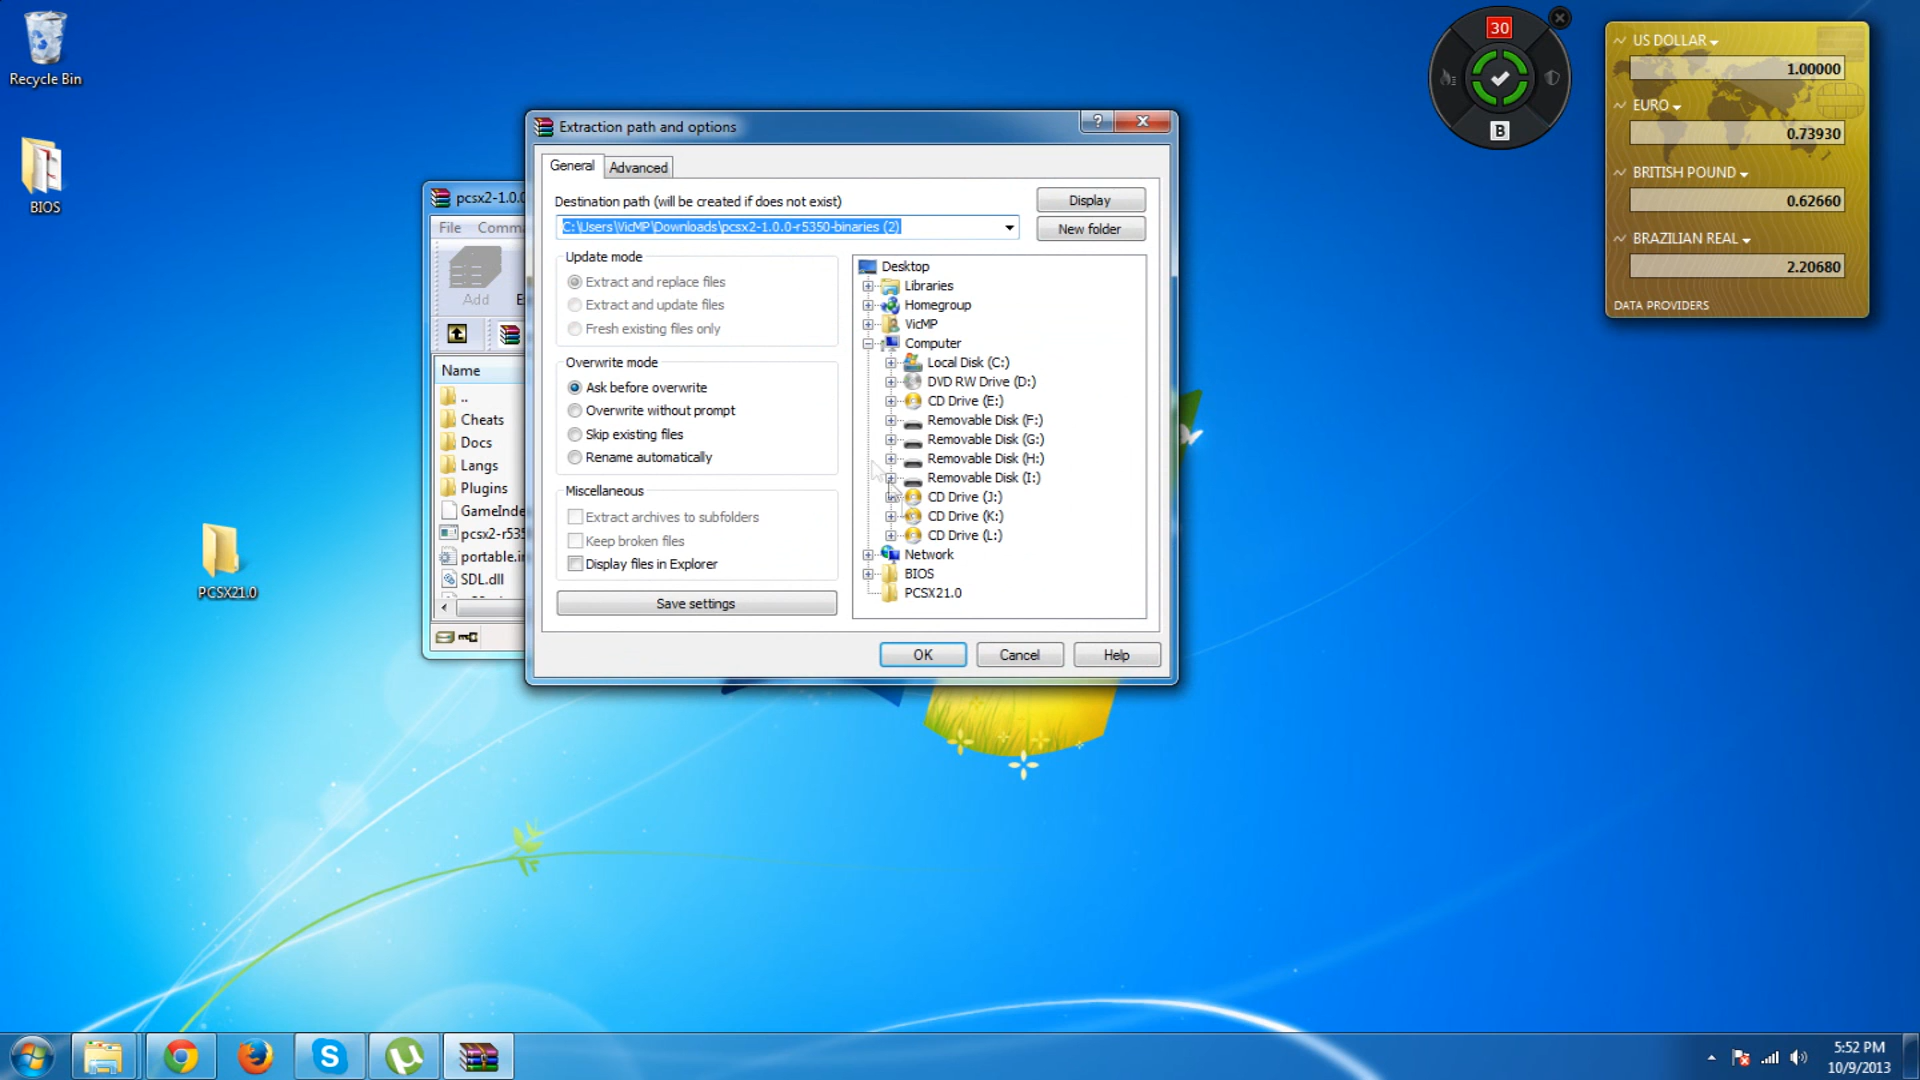 Recycle Bin
BIOS
PCSX21.0
pcsx2-1.0.0
File Comma
Add E
Name
..
Cheats
Docs
Langs
Plugins
GameInde
pcsx2-r535
portable.in
SDL.dll
Extraction path and options
?
General Advanced
Destination path (will be created if does not exist)
C:\Users\VicMP\Downloads\pcsx2-1.0.0-r5350-binaries (2)
Display
New folder
Update mode
Extract and replace files
Extract and update files
Fresh existing files only
Overwrite mode
Ask before overwrite
Overwrite without prompt
Skip existing files
Rename automatically
Miscellaneous
Extract archives to subfolders
Keep broken files
Display files in Explorer
Save settings
Desktop
Libraries
Homegroup
VicMP
Computer
Local Disk (C:)
DVD RW Drive (D:)
CD Drive (E:)
Removable Disk (F:)
Removable Disk (G:)
Removable Disk (H:)
Removable Disk (I:)
CD Drive (J:)
CD Drive (K:)
CD Drive (L:)
Network
BIOS
PCSX21.0
OK
Cancel
Help
30
B
US DOLLAR
1.00000
EURO
0.73930
BRITISH POUND
0.62660
BRAZILIAN REAL
2.20680
DATA PROVIDERS
5:52 PM
10/9/2013